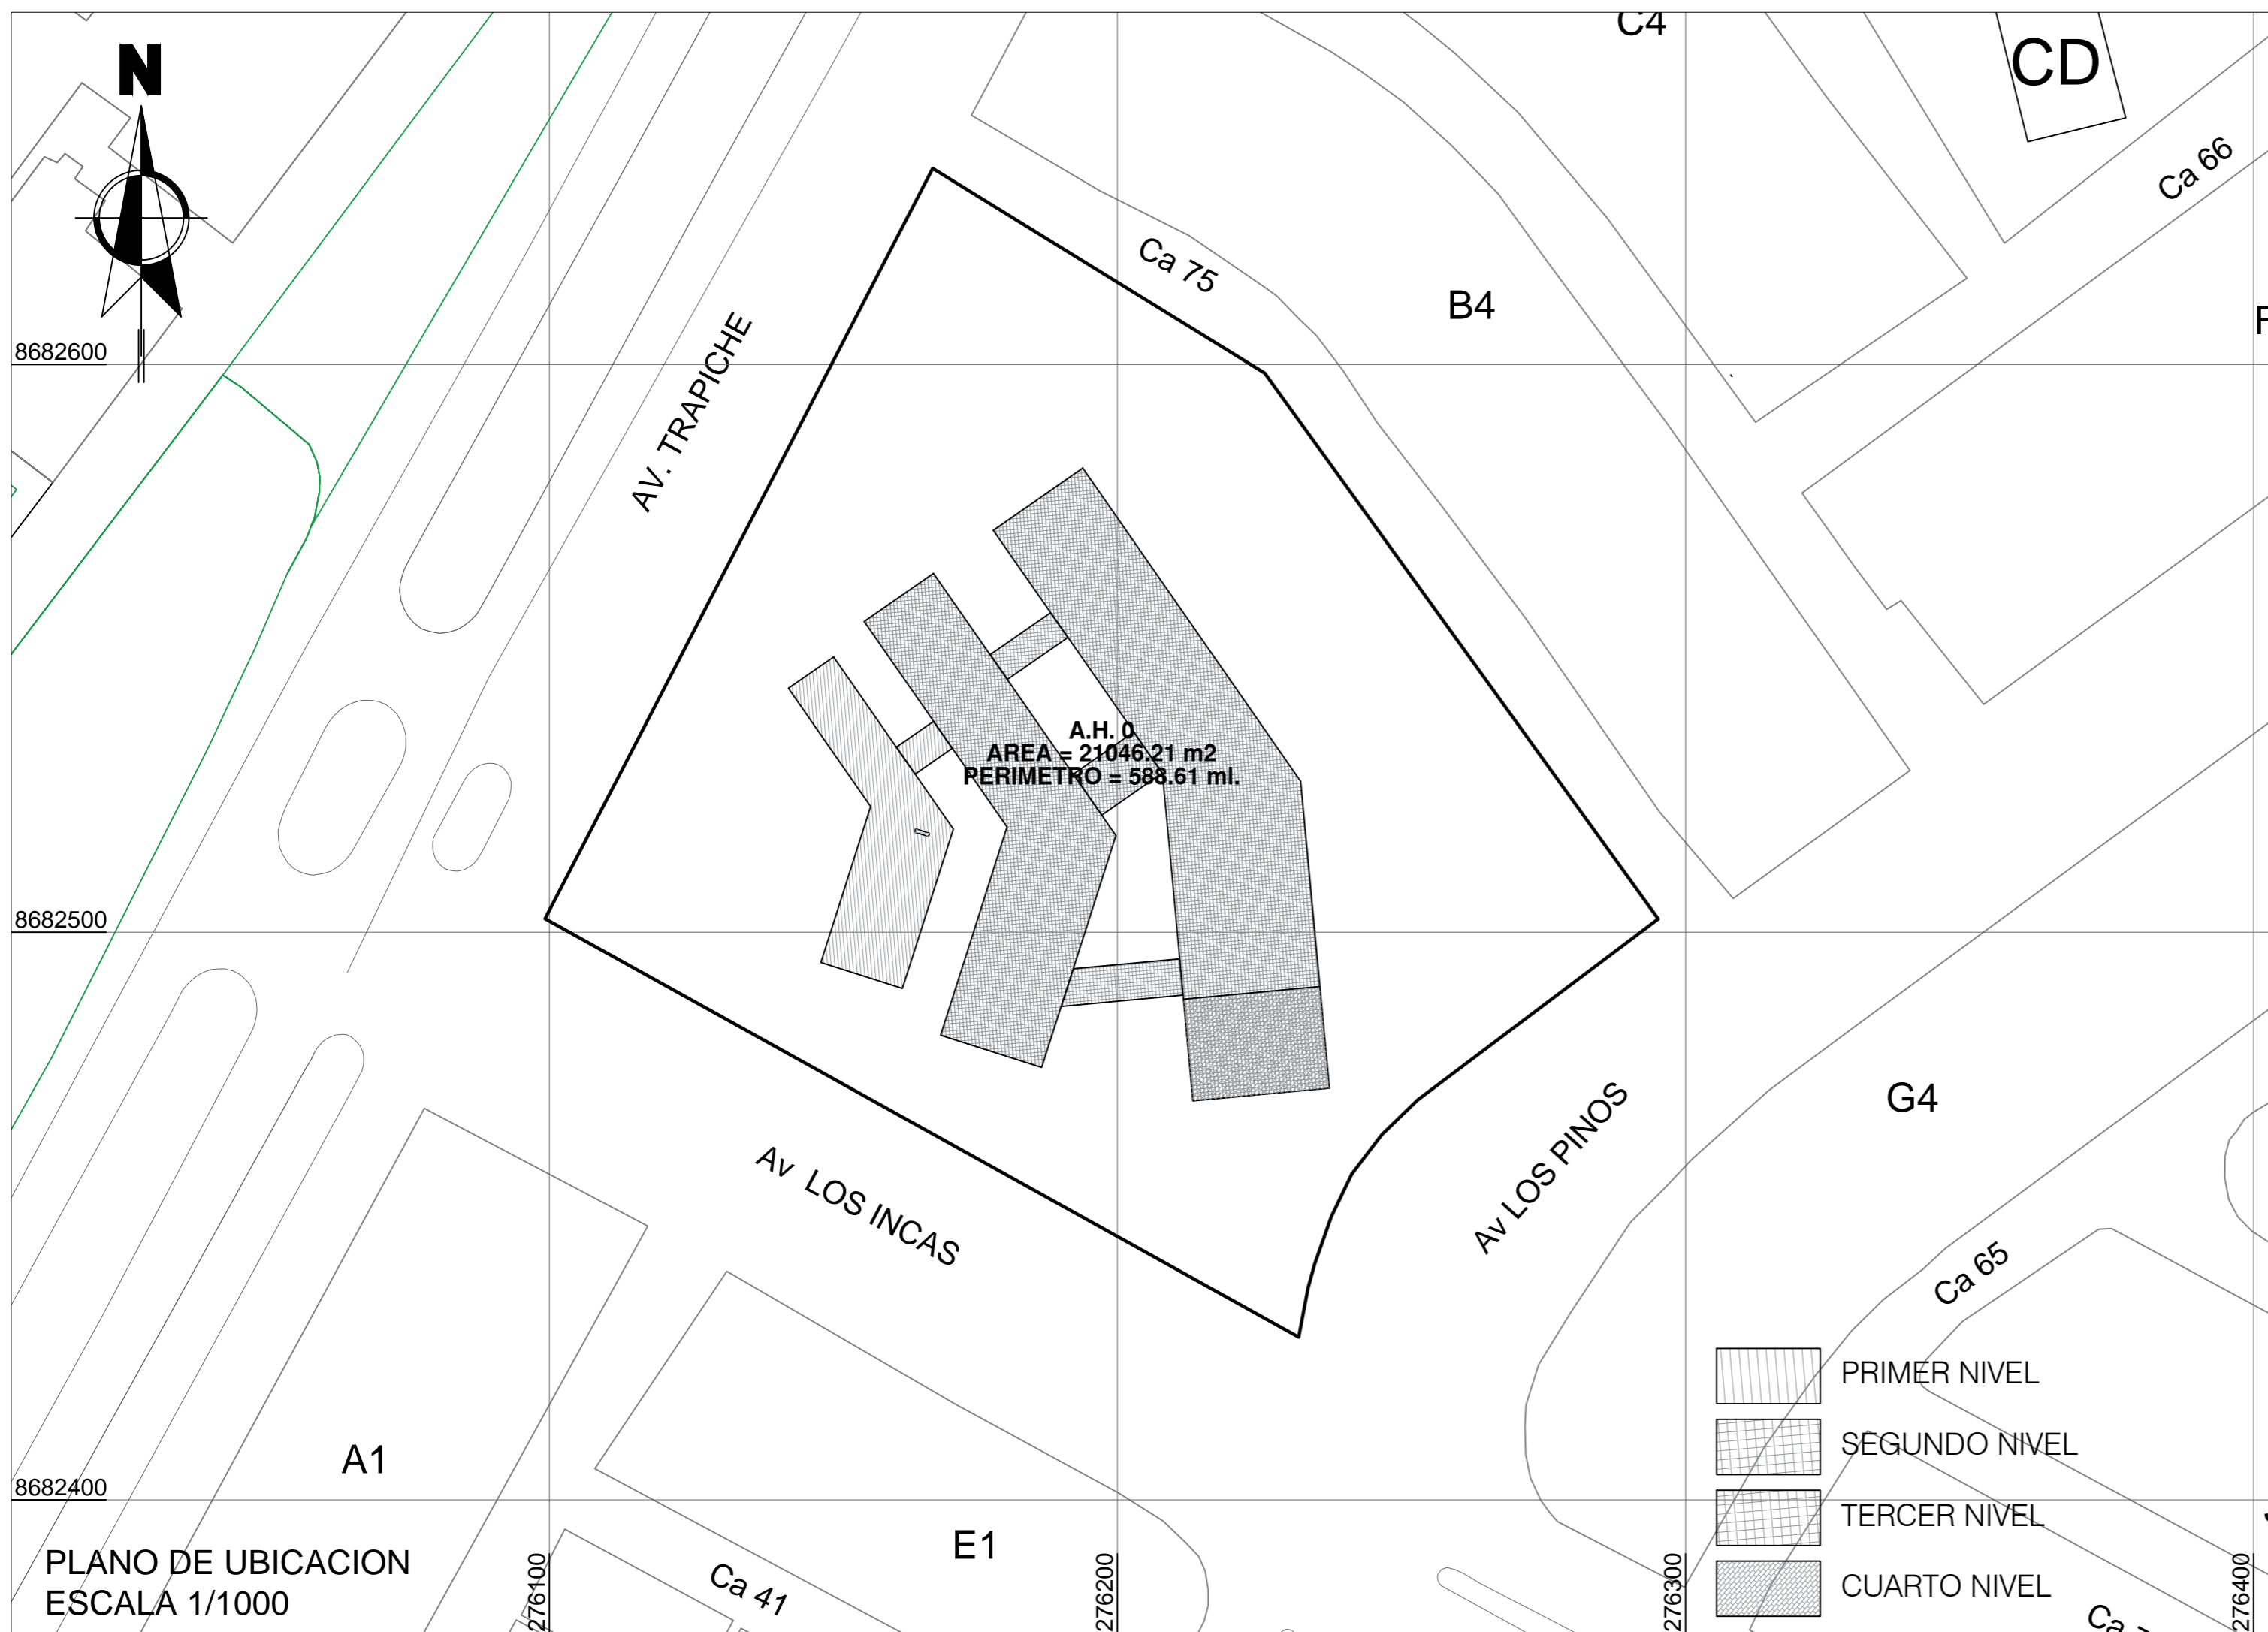 C4
CD
N
Ca 66
Ca 75
B4
8682600
AV. TRAPICHE
A.H. 0
AREA = 21046.21 m2
PERIMETRO = 588.61 ml.
8682500
Av LOS PINOS
G4
Av LOS INCAS
Ca 65
PRIMER NIVEL
A1
SEGUNDO NIVEL
8682400
TERCER NIVEL
E1
PLANO DE UBICACION
ESCALA 1/1000
Ca 41
CUARTO NIVEL
276100
276200
276300
276400
Ca